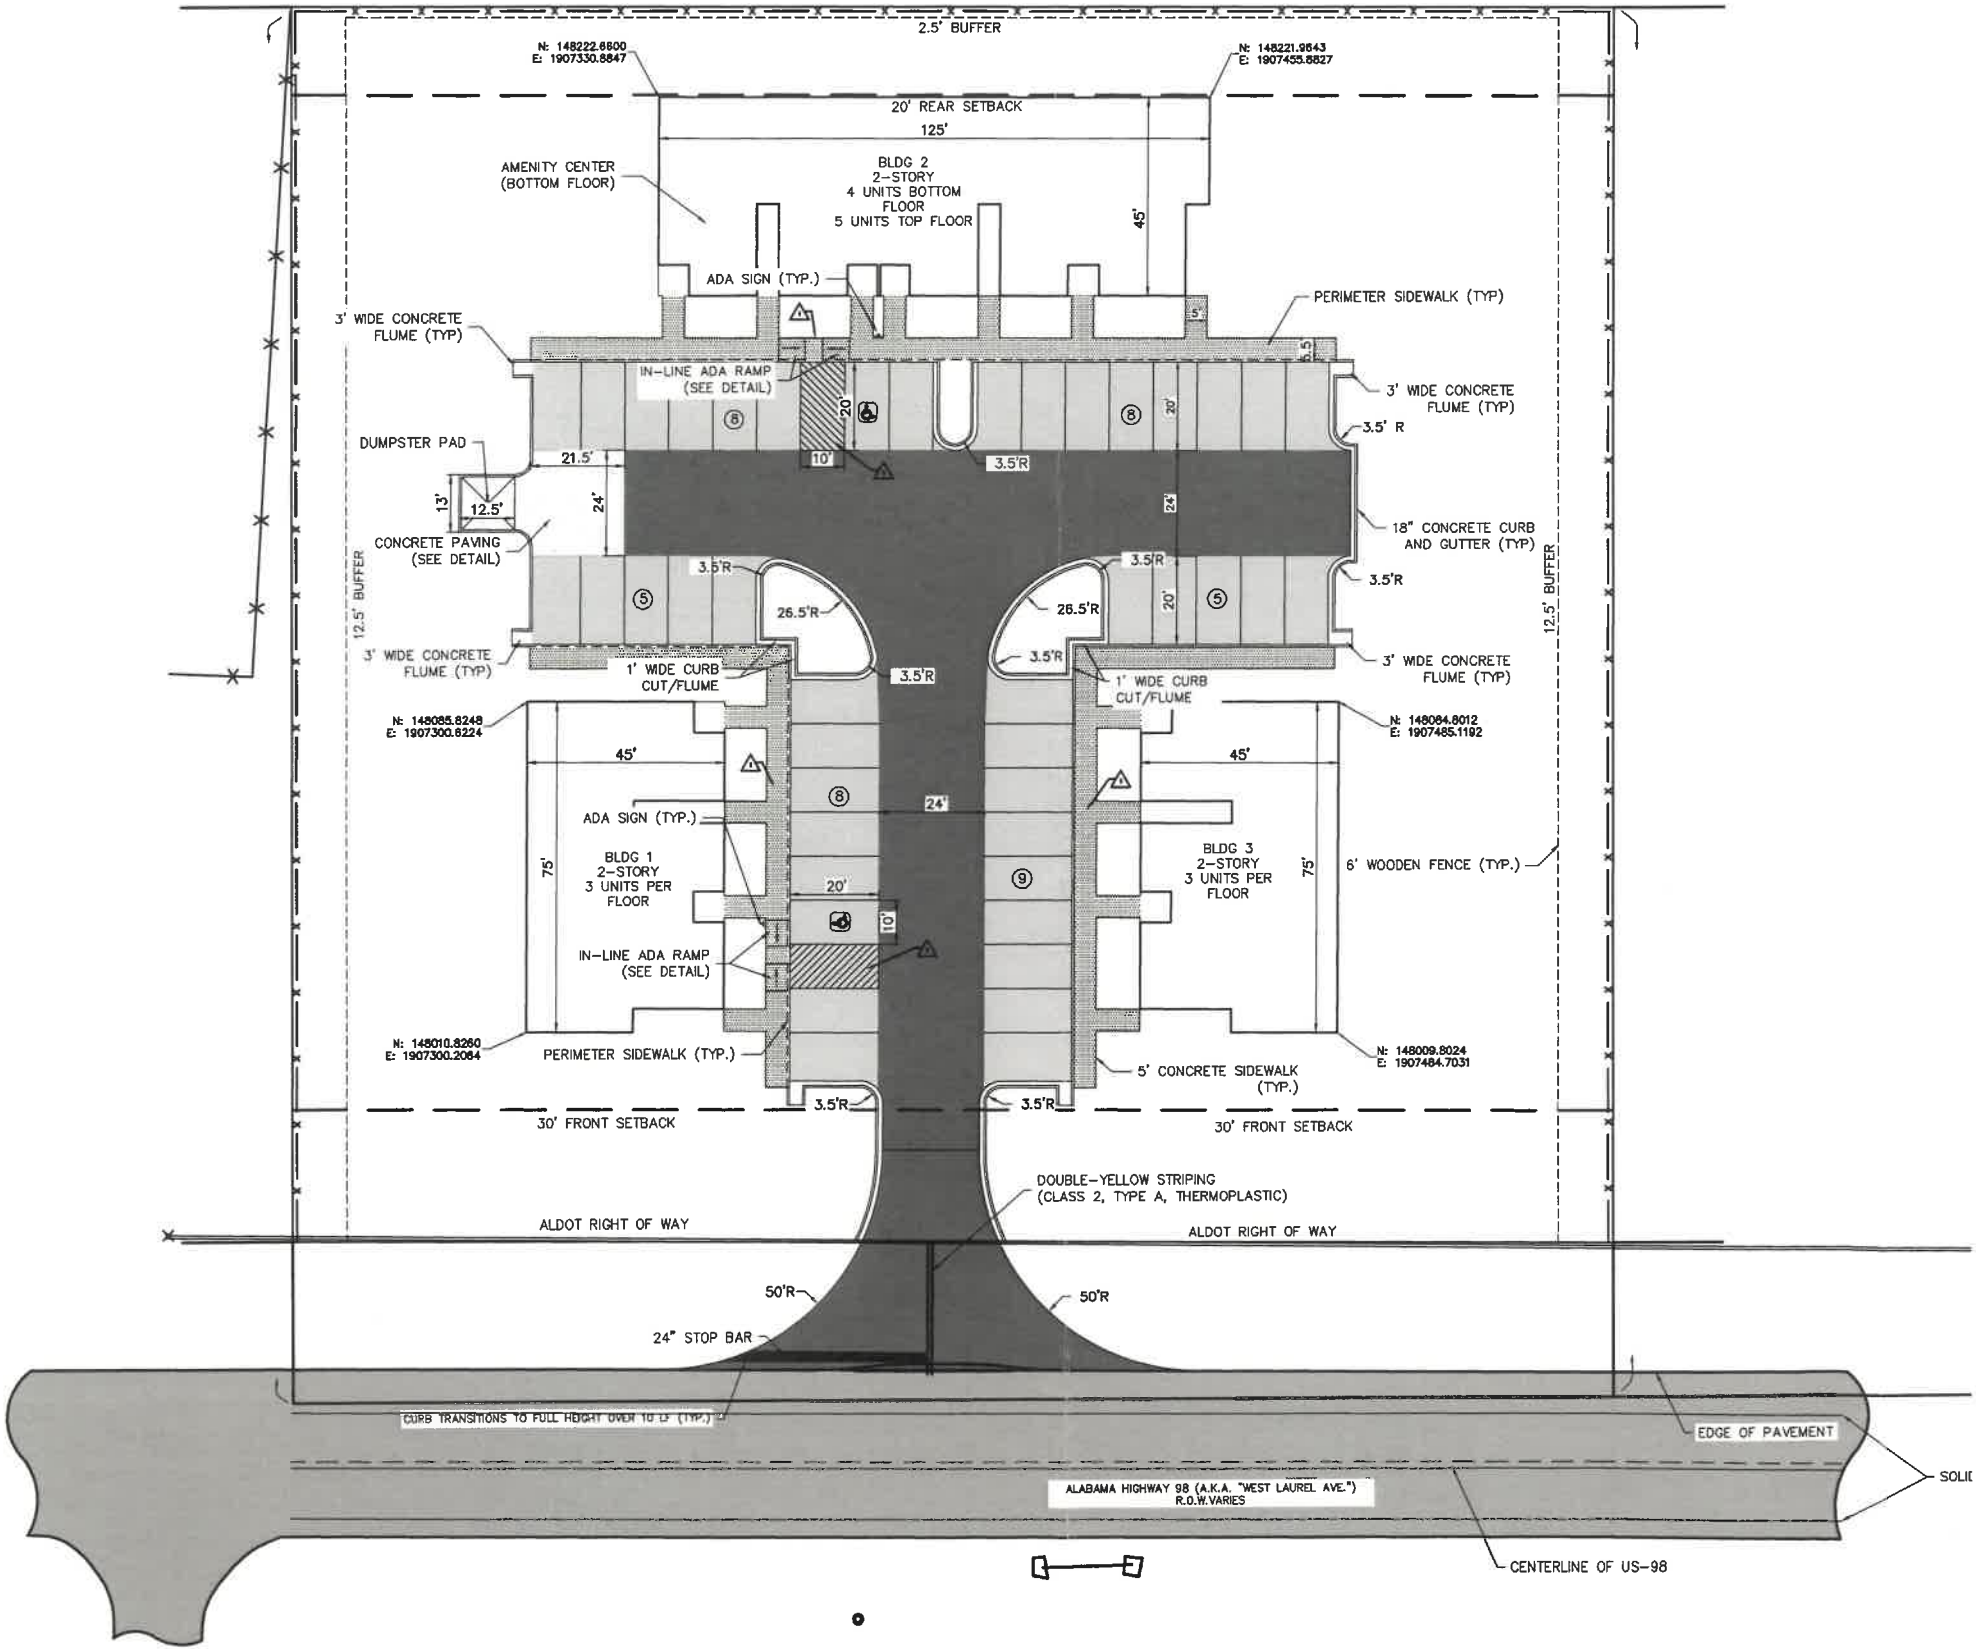 2.5' BUFFER
N: 148222.6600
E: 1907330.8847
N: 148221.9643
E: 1907455.8827
20' REAR SETBACK
125'
AMENITY CENTER
(BOTTOM FLOOR)
BLDG 2
2-STORY
4 UNITS BOTTOM
FLOOR
5 UNITS TOP FLOOR
45'
ADA SIGN (TYP.)
PERIMETER SIDEWALK (TYP)
5'
3' WIDE CONCRETE
FLUME (TYP)
5.5'
IN-LINE ADA RAMP
(SEE DETAIL)
3' WIDE CONCRETE
FLUME (TYP)
20'
20'
8
8
3.5' R
DUMPSTER PAD
21.5'
10'
3.5'R
13'
12.5'
24'
24'
18" CONCRETE CURB
AND GUTTER (TYP)
CONCRETE PAVING
(SEE DETAIL)
12.5' BUFFER
12.5' BUFFER
3.5'R
3.5'R
3.5'R
5
26.5'R
26.5'R
20'
5
3' WIDE CONCRETE
FLUME (TYP)
1' WIDE CURB
CUT/FLUME
3.5'R
3.5'R
1' WIDE CURB
CUT/FLUME
3' WIDE CONCRETE
FLUME (TYP)
N: 148085.8248
E: 1907300.6224
N: 148084.8012
E: 1907485.1192
45'
45'
8
24'
ADA SIGN (TYP.)
75'
BLDG 1
2-STORY
3 UNITS PER
FLOOR
BLDG 3
2-STORY
3 UNITS PER
FLOOR
75'
6' WOODEN FENCE (TYP.)
20'
9
10'
IN-LINE ADA RAMP
(SEE DETAIL)
N: 148010.8260
E: 1907300.2064
PERIMETER SIDEWALK (TYP.)
N: 148009.8024
E: 1907484.7031
5' CONCRETE SIDEWALK
(TYP.)
3.5'R
3.5'R
30' FRONT SETBACK
30' FRONT SETBACK
DOUBLE-YELLOW STRIPING
(CLASS 2, TYPE A, THERMOPLASTIC)
ALDOT RIGHT OF WAY
ALDOT RIGHT OF WAY
50'R
50'R
24" STOP BAR
CURB TRANSITIONS TO FULL HEIGHT OVER 10 LF (TYP.)
EDGE OF PAVEMENT
SOLID
ALABAMA HIGHWAY 98 (A.K.A. "WEST LAUREL AVE.")
R.O.W.VARIES
CENTERLINE OF US-98